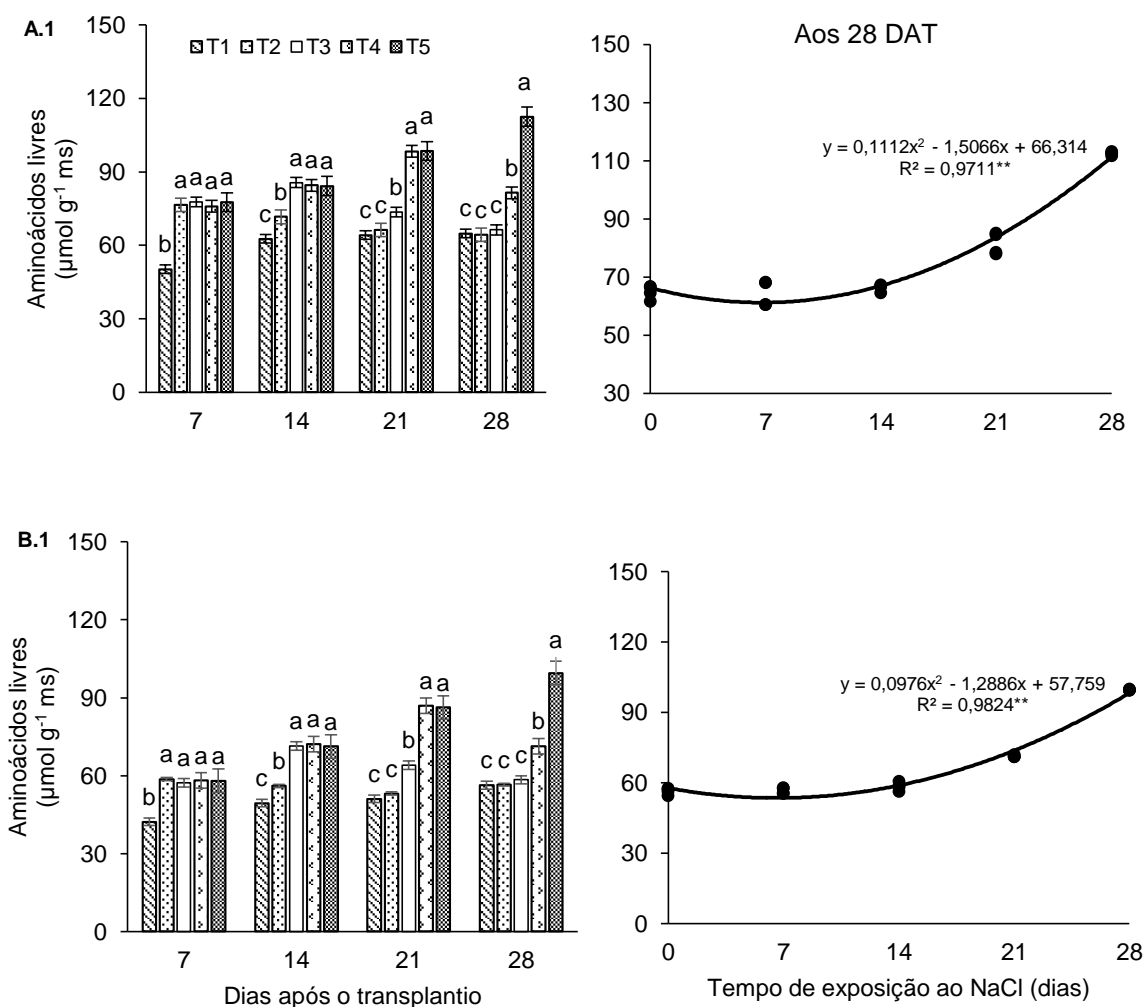 A.1
T1 T2 T3 T4 T5
Aminoácidos livres
(µmol g⁻¹ ms)
150
120
90
60
30
0
b a a a a
c b a a a
c c b a a
c c c b a
7 14 21 28
Aos 28 DAT
150
130
110
90
70
50
30
y = 0,1112x² - 1,5066x + 66,314
R² = 0,9711**
0 7 14 21 28
B.1
Aminoácidos livres
(µmol g⁻¹ ms)
150
120
90
60
30
0
b a a a a
c b a a a
c c b a a
c c c b a
7 14 21 28
Dias após o transplantio
150
120
90
60
30
0
y = 0,0976x² - 1,2886x + 57,759
R² = 0,9824**
0 7 14 21 28
Tempo de exposição ao NaCl (dias)